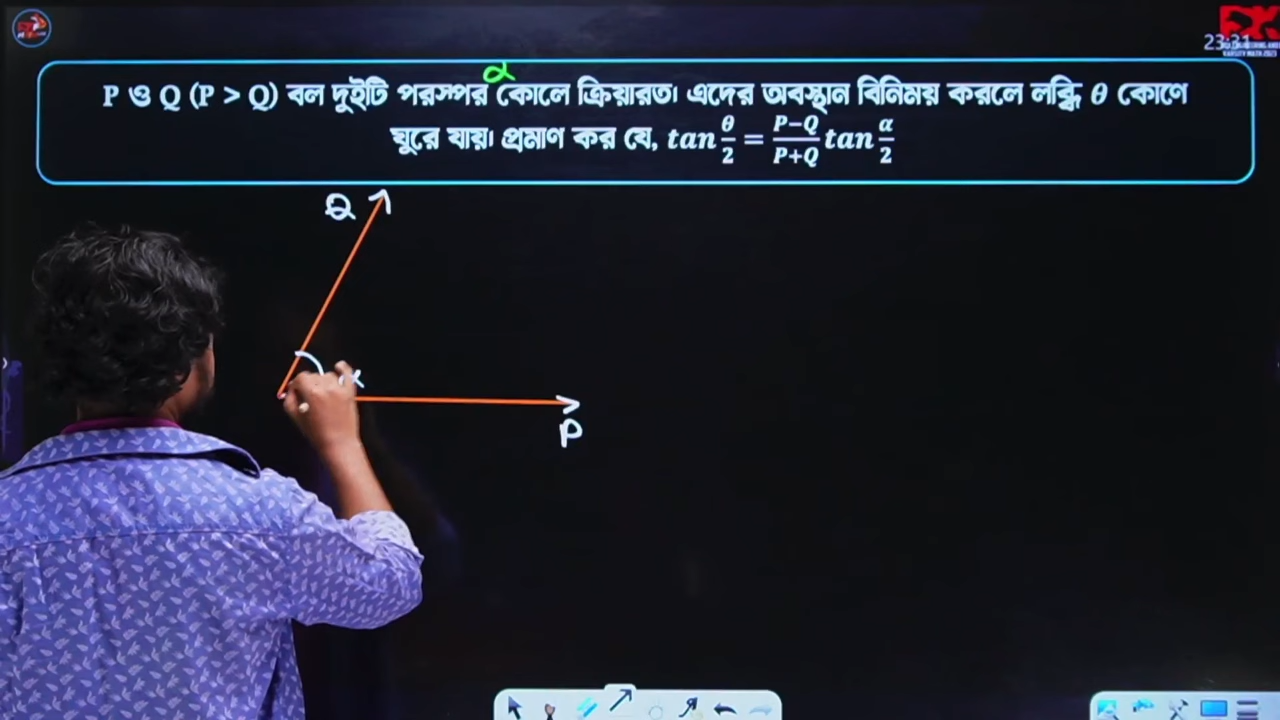 23:31
α
P ও Q (P > Q) বল দুইটি পরস্পর কোলে ক্রিয়ারত। এদের অবস্থান বিনিময় করলে লব্ধি θ কোণে
ঘুরে যায়। প্রমাণ কর যে, tan θ/2 = P−Q/P+Q tan α/2
Q
α
P